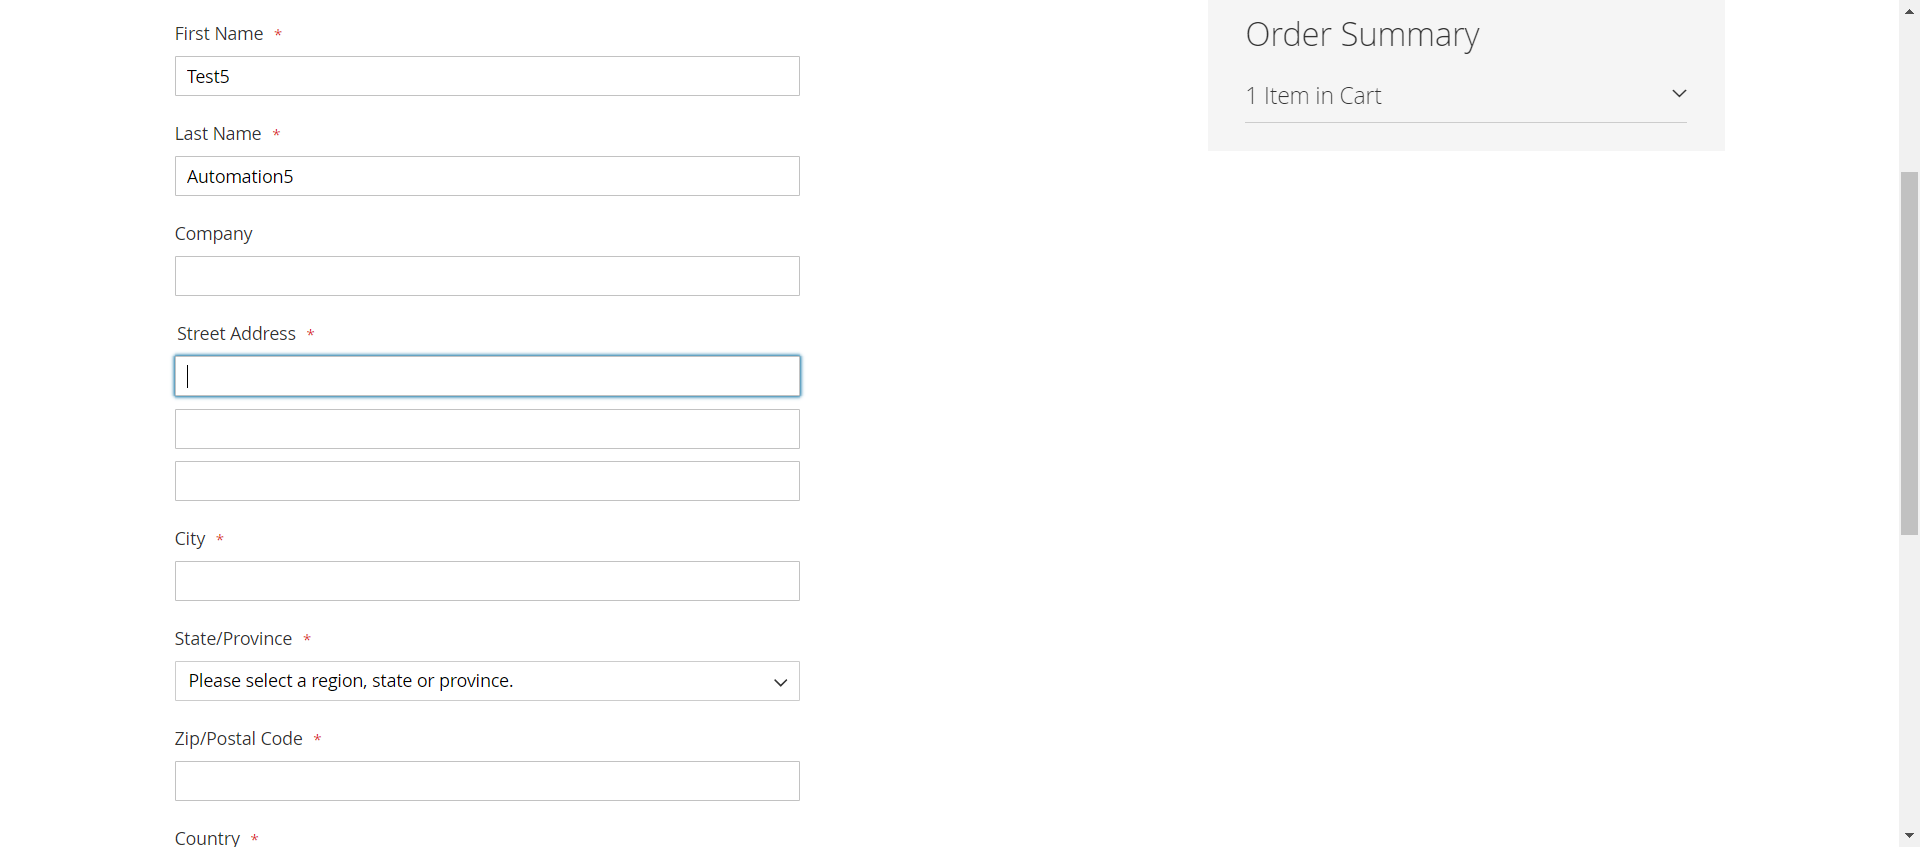 First Name *
Test5
Last Name *
Automation5
Company
Street Address *
City *
State/Province *
Please select a region, state or province.
Zip/Postal Code *
Country *
Order Summary
1 Item in Cart